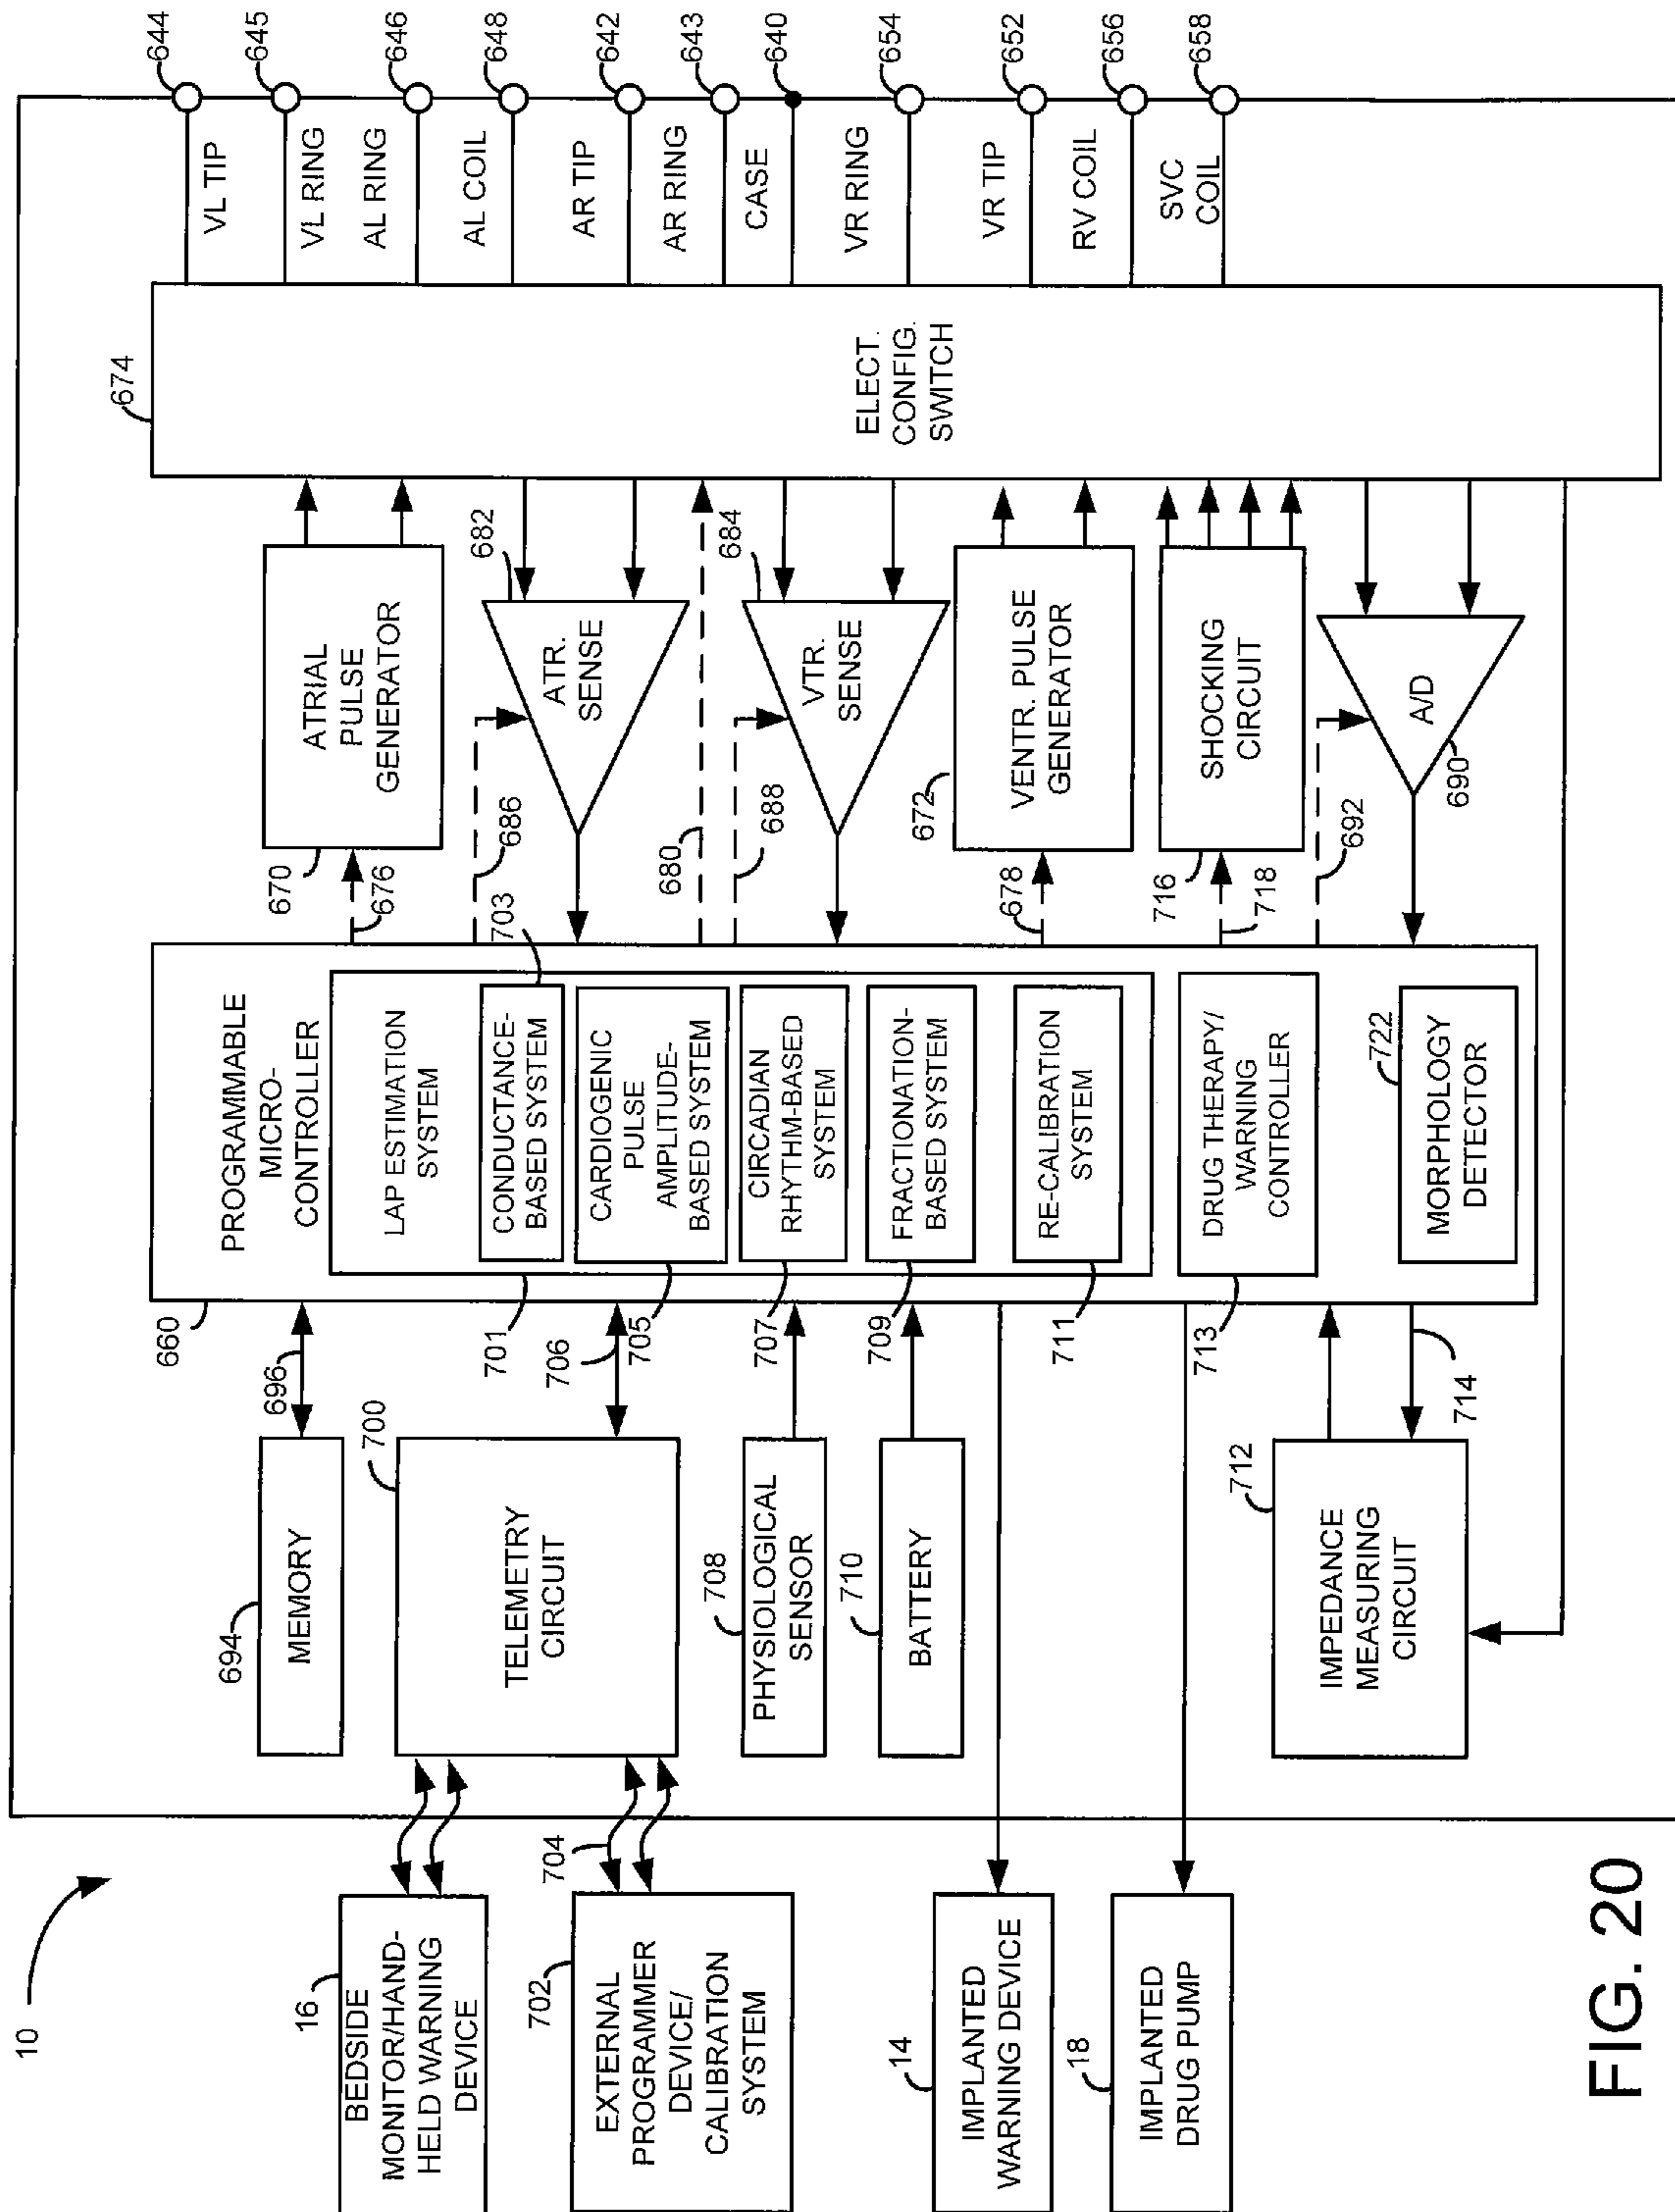 10
644
645
646
648
642
643
640
654
652
656
658
VL TIP
VL RING
AL RING
AL COIL
AR TIP
AR RING
CASE
VR RING
VR TIP
RV COIL
SVC
COIL
674
ELECT.
CONFIG.
SWITCH
ATRIAL
PULSE
GENERATOR
670
676
682
ATR.
SENSE
686
680
684
VTR.
SENSE
688
VENTR. PULSE
GENERATOR
672
678
SHOCKING
CIRCUIT
716
718
A/D
690
692
660
PROGRAMMABLE
MICRO-
CONTROLLER
LAP ESTIMATION
SYSTEM
701
CONDUCTANCE-
BASED SYSTEM
703
CARDIOGENIC
PULSE
AMPLITUDE-
BASED SYSTEM
705
CIRCADIAN
RHYTHM-BASED
SYSTEM
707
FRACTIONATION-
BASED SYSTEM
709
RE-CALIBRATION
SYSTEM
711
DRUG THERAPY/
WARNING
CONTROLLER
713
MORPHOLOGY
DETECTOR
722
696
694
MEMORY
700
TELEMETRY
CIRCUIT
706
708
PHYSIOLOGICAL
SENSOR
710
BATTERY
712
IMPEDANCE
MEASURING
CIRCUIT
714
16
BEDSIDE
MONITOR/HAND-
HELD WARNING
DEVICE
704
702
EXTERNAL
PROGRAMMER
DEVICE/
CALIBRATION
SYSTEM
14
IMPLANTED
WARNING DEVICE
18
IMPLANTED
DRUG PUMP
FIG. 20